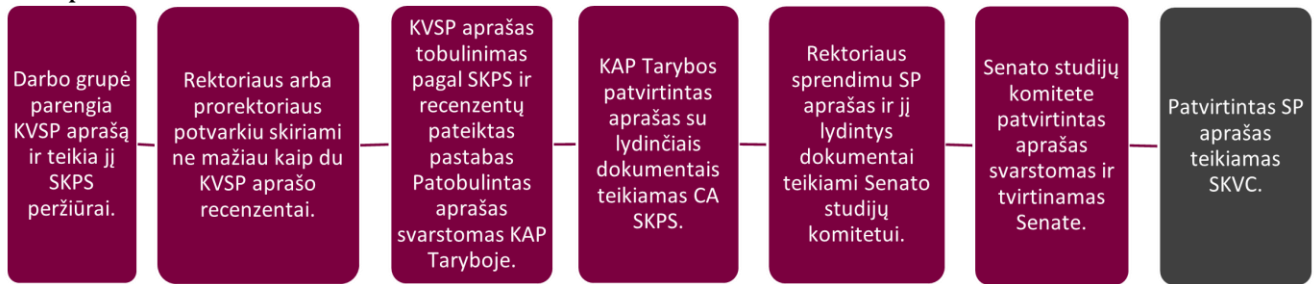 Darbo grupė
parengia
KVSP aprašą
ir teikia jį
SKPS
peržiūrai.
Rektoriaus arba
prorektoriaus
potvarkiu skiriami
ne mažiau kaip du
KVSP aprašo
recenzentai.
KVSP aprašas
tobulinimas
pagal SKPS ir
recenzentų
pateiktas
pastabas
Patobulintas
aprašas
svarstomas KAP
Taryboje.
KAP Tarybos
patvirtintas
aprašas su
lydinčiais
dokumentais
teikiamas CA
SKPS.
Rektoriaus
sprendimu SP
aprašas ir jį
lydintys
dokumentai
teikiami Senato
studijų
komitetui.
Senato studijų
komitete
patvirtintas
aprašas
svarstomas ir
tvirtinamas
Senate.
Patvirtintas SP
aprašas
teikiamas
SKVC.